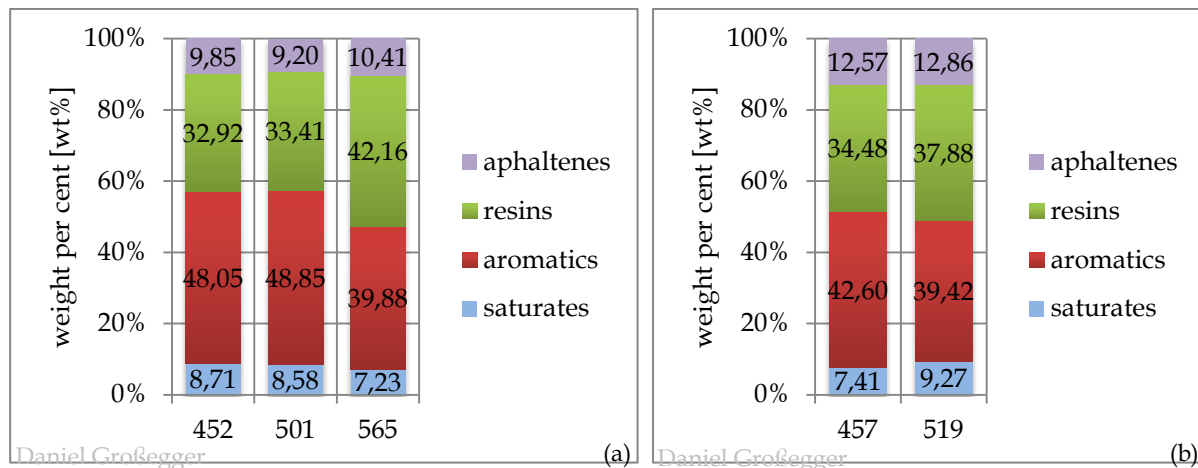 weight per cent [wt%]
100%
80%
60%
40%
20%
0%
9,85 9,20 10,41
32,92 33,41 42,16
48,05 48,85 39,88
8,71 8,58 7,23
452 501 565
aphaltenes
resins
aromatics
saturates
Daniel Großegger
(a)
weight per cent [wt%]
100%
80%
60%
40%
20%
0%
12,57 12,86
34,48 37,88
42,60 39,42
7,41 9,27
457 519
aphaltenes
resins
aromatics
saturates
Daniel Großegger
(b)